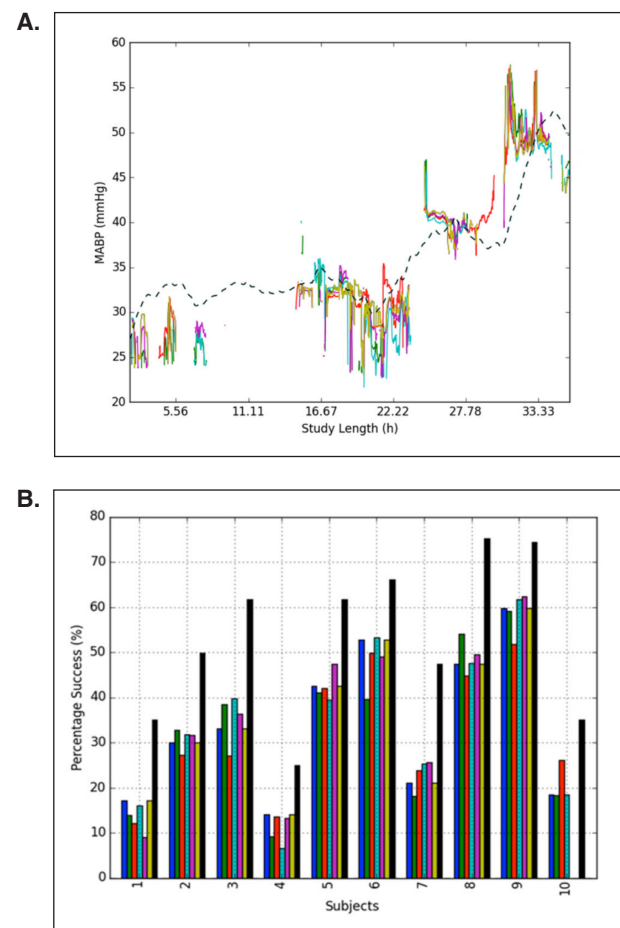 A.
60
55
50
45
40
35
30
25
20
MABP (mmHg)
5.56 11.11 16.67 22.22 27.78 33.33
Study Length (h)
B.
80
70
60
50
40
30
20
10
0
Percentage Success (%)
1 2 3 4 5 6 7 8 9 10
Subjects